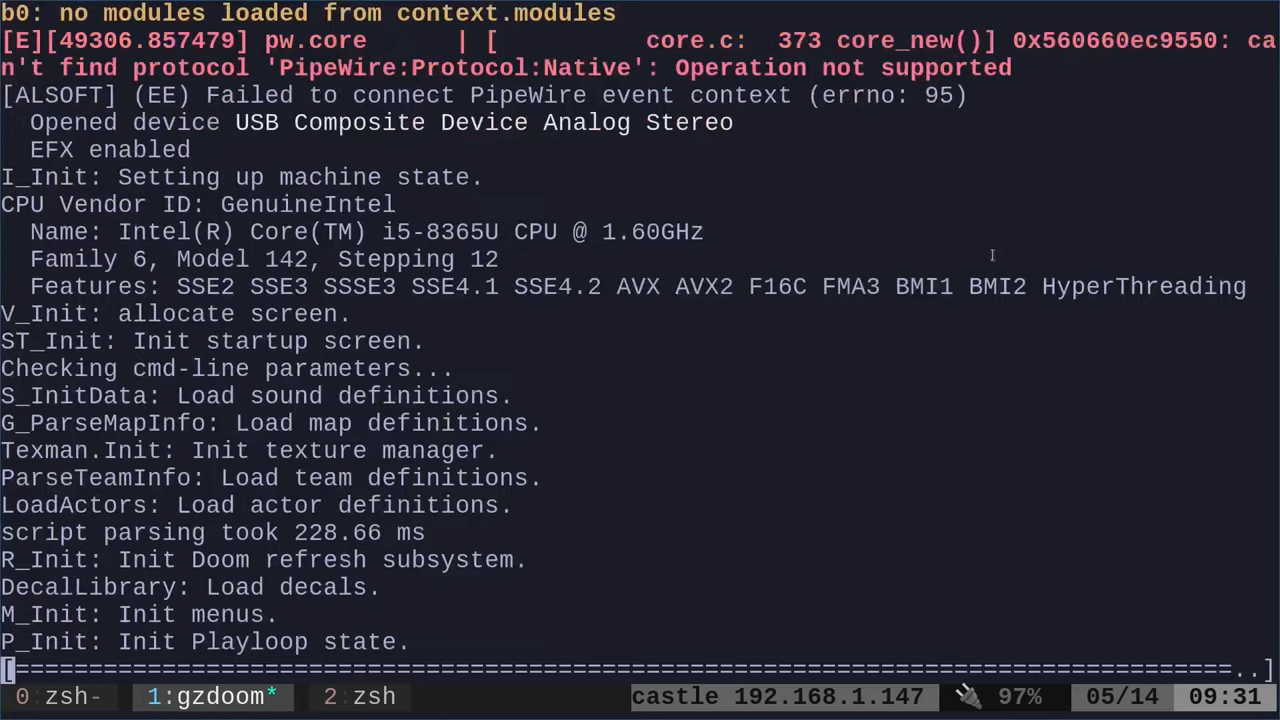 b0: no modules loaded from context.modules
[E][49306.857479] pw.core      | [          core.c:  373 core_new()] 0x560660ec9550: ca
n't find protocol 'PipeWire:Protocol:Native': Operation not supported
[ALSOFT] (EE) Failed to connect PipeWire event context (errno: 95)
  Opened device USB Composite Device Analog Stereo
  EFX enabled
I_Init: Setting up machine state.
CPU Vendor ID: GenuineIntel
  Name: Intel(R) Core(TM) i5-8365U CPU @ 1.60GHz
  Family 6, Model 142, Stepping 12
  Features: SSE2 SSE3 SSSE3 SSE4.1 SSE4.2 AVX AVX2 F16C FMA3 BMI1 BMI2 HyperThreading
V_Init: allocate screen.
ST_Init: Init startup screen.
Checking cmd-line parameters...
S_InitData: Load sound definitions.
G_ParseMapInfo: Load map definitions.
Texman.Init: Init texture manager.
ParseTeamInfo: Load team definitions.
LoadActors: Load actor definitions.
script parsing took 228.66 ms
R_Init: Init Doom refresh subsystem.
DecalLibrary: Load decals.
M_Init: Init menus.
P_Init: Init Playloop state.
[===================================================================================..]
0:zsh-  1:gzdoom*  2:zsh  castle 192.168.1.147  🔌 97%  05/14  09:31